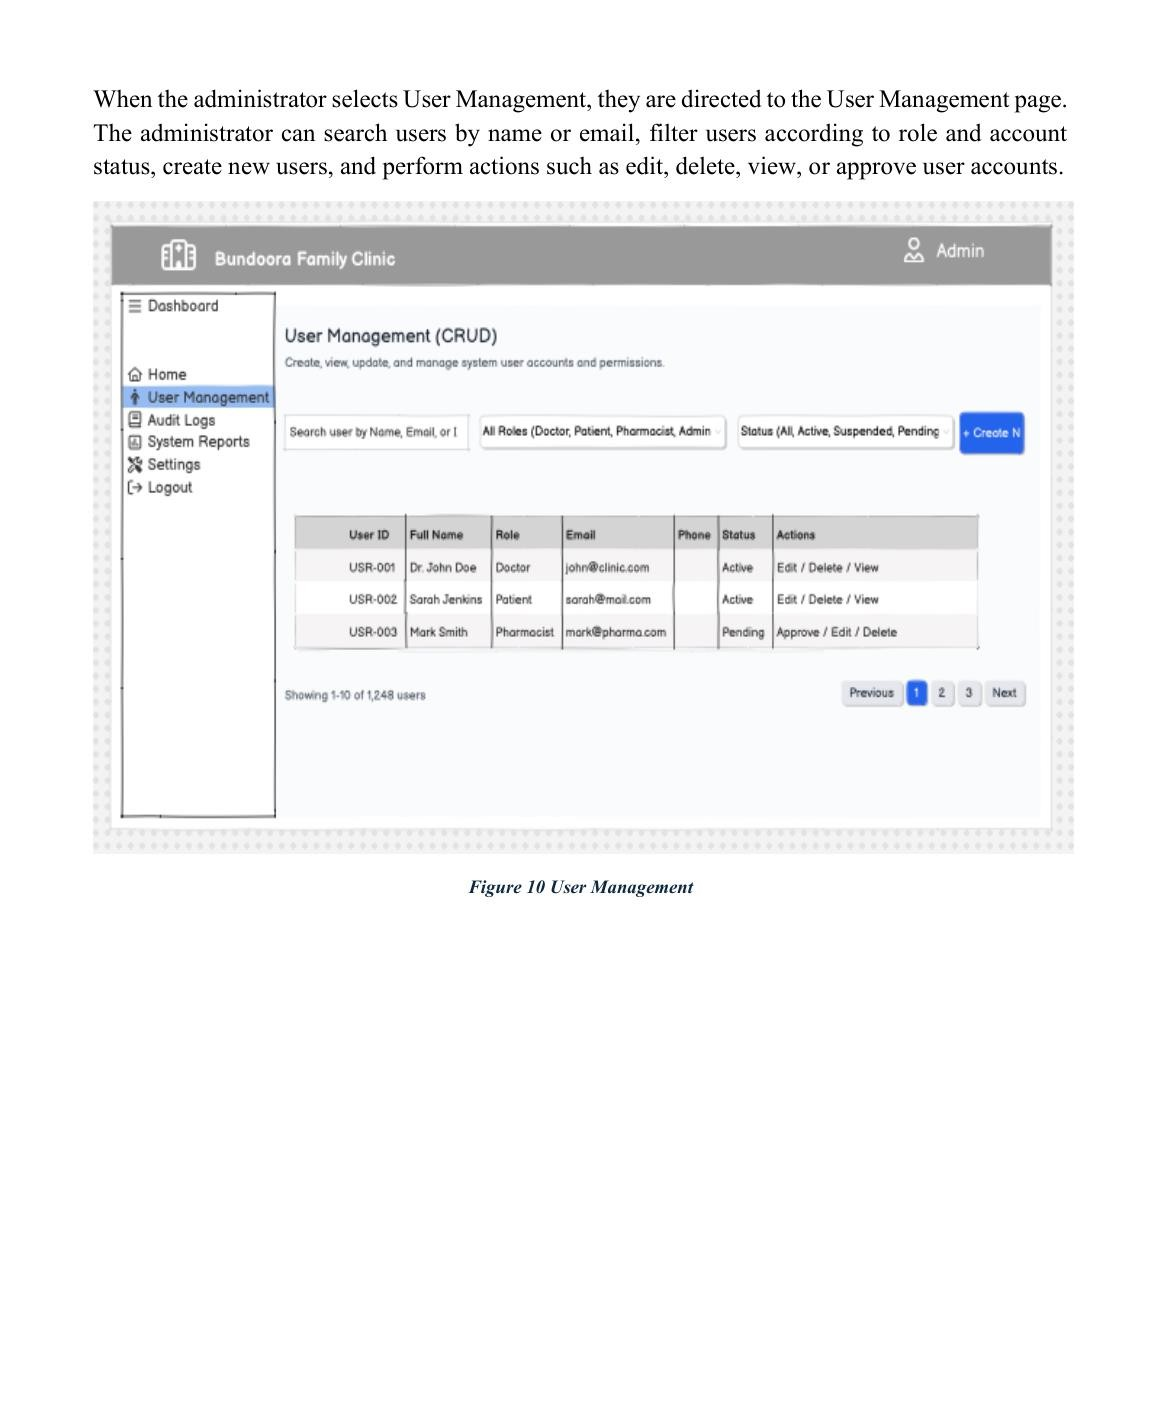 When the administrator selects User Management, they are directed to the User Management page.
The administrator can search users by name or email, filter users according to role and account
status, create new users, and perform actions such as edit, delete, view, or approve user accounts.
Bundoora Family Clinic
Admin
Dashboard
Home
User Management
Audit Logs
System Reports
Settings
Logout
User Management (CRUD)
Create, view, update, and manage system user accounts and permissions.
Search user by Name, Email, or I
All Roles (Doctor, Patient, Pharmacist, Admin
Status (All, Active, Suspended, Pending
+ Create N
User ID Full Name Role Email Phone Status Actions
USR-001 Dr. John Doe Doctor john@clinic.com Active Edit / Delete / View
USR-002 Sarah Jenkins Patient sarah@mail.com Active Edit / Delete / View
USR-003 Mark Smith Pharmacist mark@pharma.com Pending Approve / Edit / Delete
Showing 1-10 of 1,248 users
Previous 1 2 3 Next
Figure 10 User Management